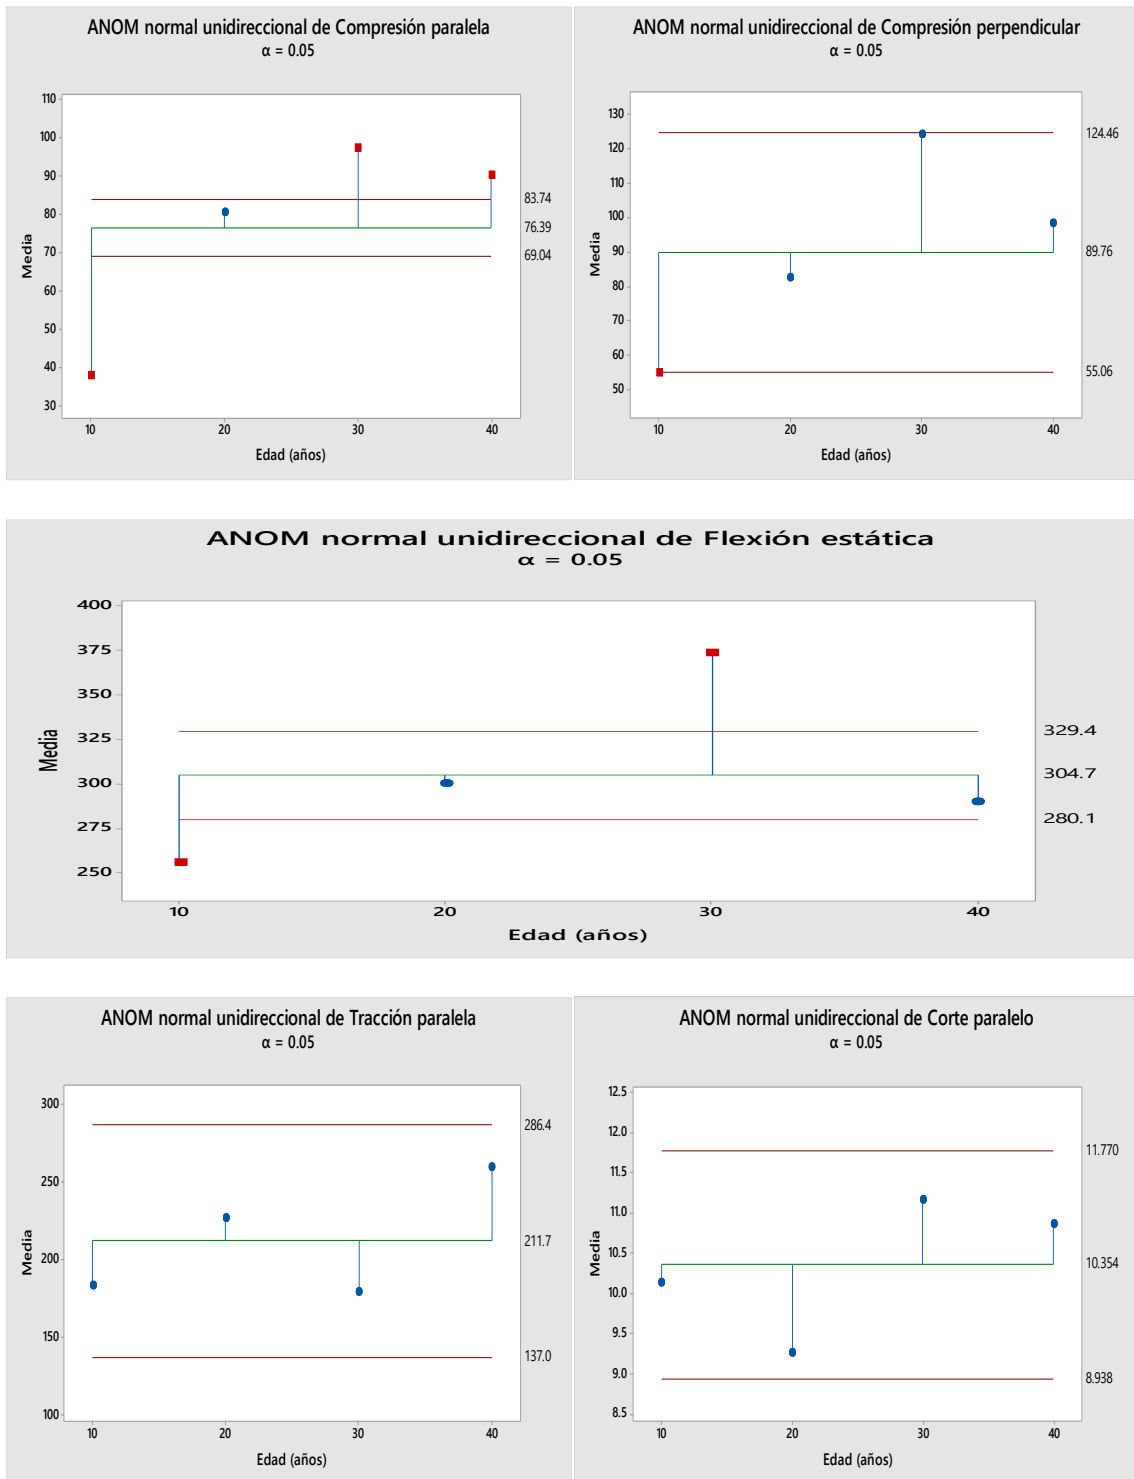 ANOM normal unidireccional de Compresión paralela
α = 0.05
110
100
90
80
70
60
50
40
30
Media
83.74
76.39
69.04
10 20 30 40
Edad (años)
ANOM normal unidireccional de Compresión perpendicular
α = 0.05
130
120
110
100
90
80
70
60
50
Media
124.46
89.76
55.06
10 20 30 40
Edad (años)
ANOM normal unidireccional de Flexión estática
α = 0.05
400
375
350
325
300
275
250
Media
329.4
304.7
280.1
10 20 30 40
Edad (años)
ANOM normal unidireccional de Tracción paralela
α = 0.05
300
250
200
150
100
Media
286.4
211.7
137.0
10 20 30 40
Edad (años)
ANOM normal unidireccional de Corte paralelo
α = 0.05
12.5
12.0
11.5
11.0
10.5
10.0
9.5
9.0
8.5
Media
11.770
10.354
8.938
10 20 30 40
Edad (años)